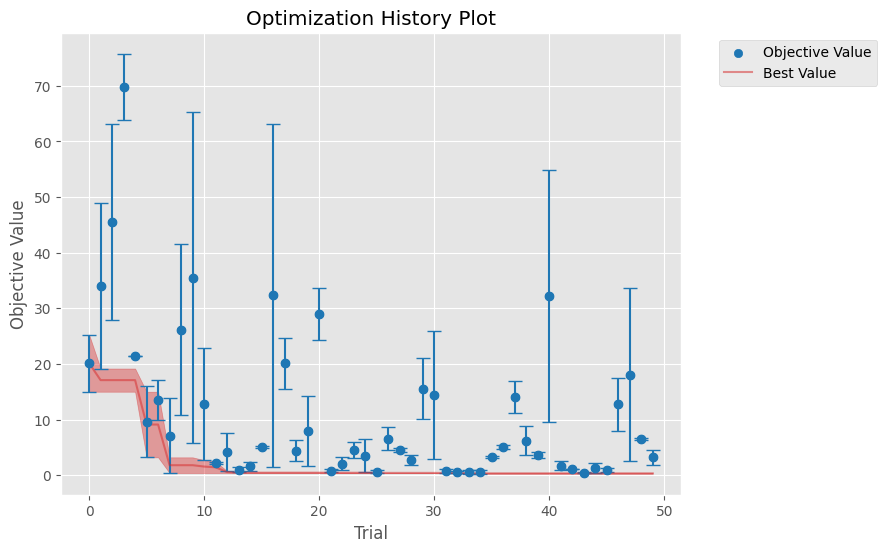 Optimization History Plot
Objective Value
Best Value
Objective Value
70
60
50
40
30
20
10
0
0 10 20 30 40 50
Trial